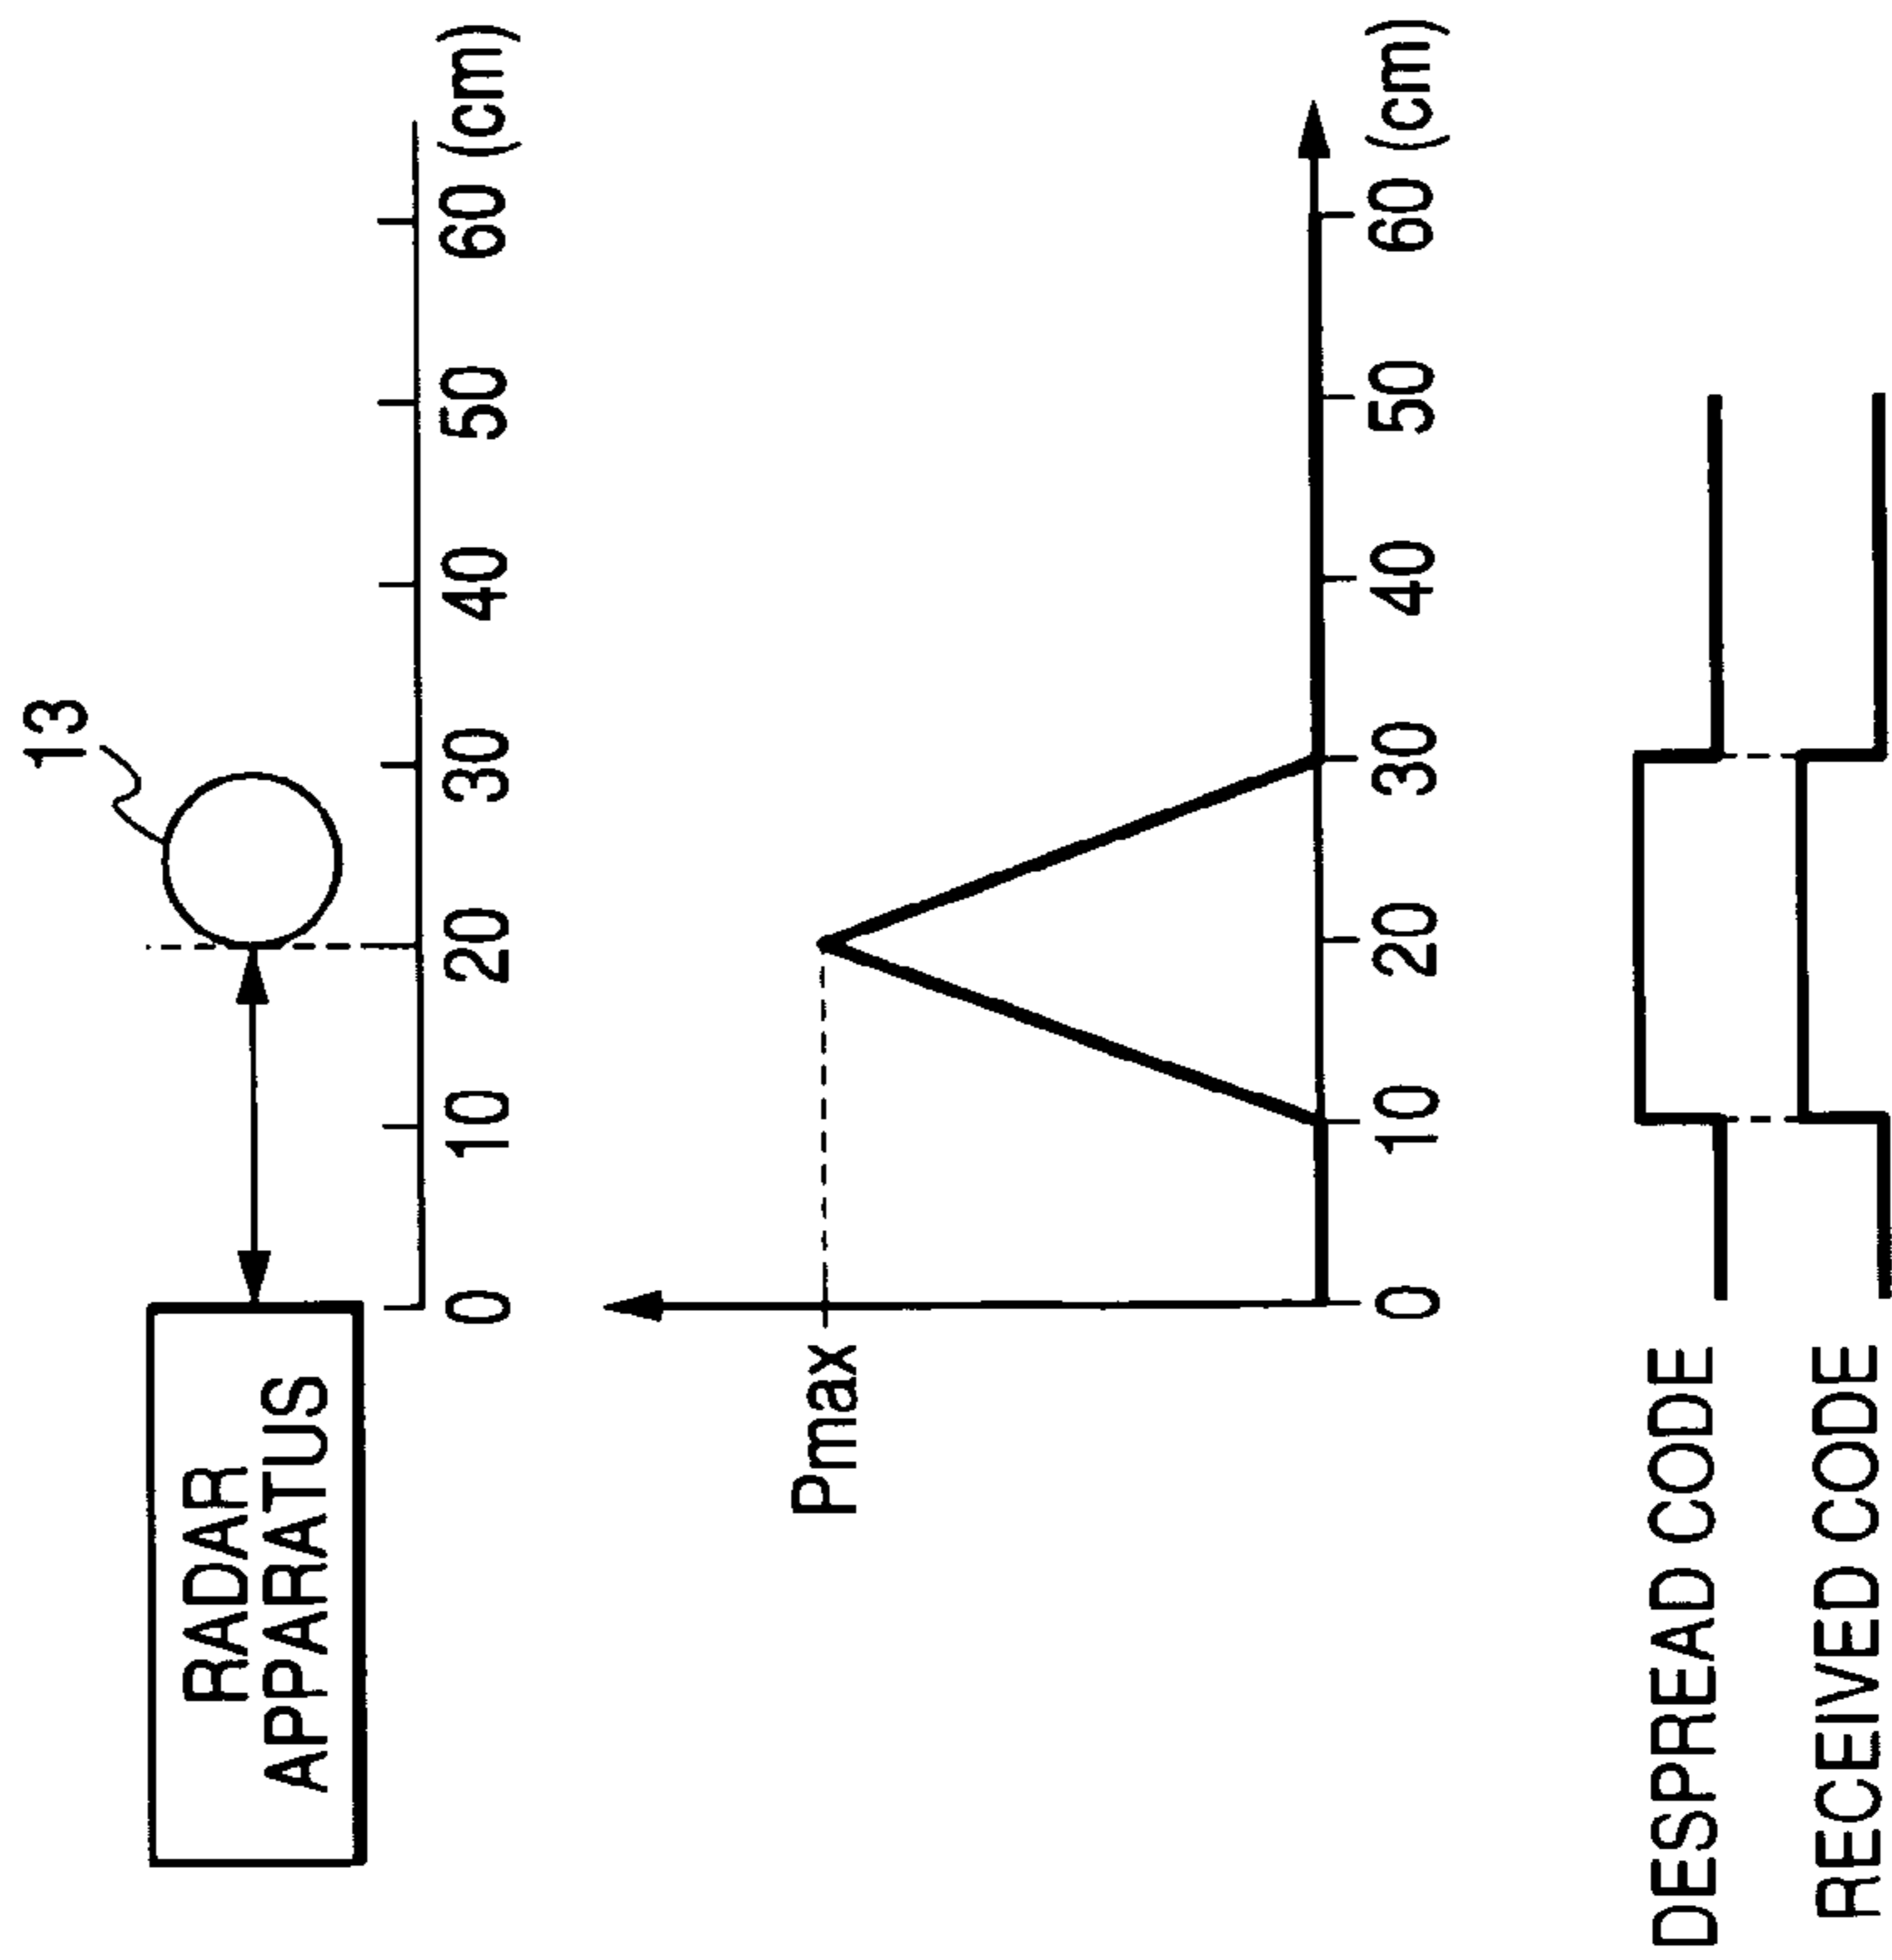 13
RADAR
APPARATUS
0 10 20 30 40 50 60 (cm)
Pmax
0 10 20 30 40 50 60 (cm)
DESPREAD CODE
RECEIVED CODE